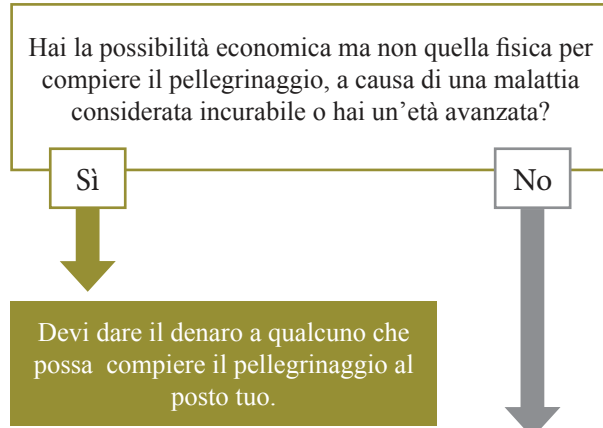 Hai la possibilità economica ma non quella fisica per
compiere il pellegrinaggio, a causa di una malattia
considerata incurabile o hai un'età avanzata?
Sì
No
Devi dare il denaro a qualcuno che
possa compiere il pellegrinaggio al
posto tuo.